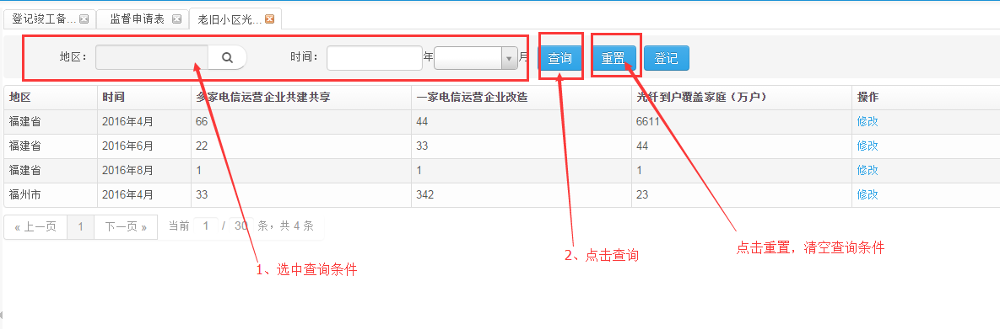 登记竣工备... 监督申请表 老旧小区光...
地区： 时间： 年 月 查询 重置 登记
地区 时间 多家电信运营企业共建共享 一家电信运营企业改造 光纤到户覆盖家庭（万户） 操作
福建省 2016年4月 66 44 6611 修改
福建省 2016年6月 22 33 44 修改
福建省 2016年8月 1 1 1 修改
福州市 2016年4月 33 342 23 修改
« 上一页 1 下一页 » 当前 1 / 30 条，共 4 条
点击重置，清空查询条件
2、点击查询
1、选中查询条件